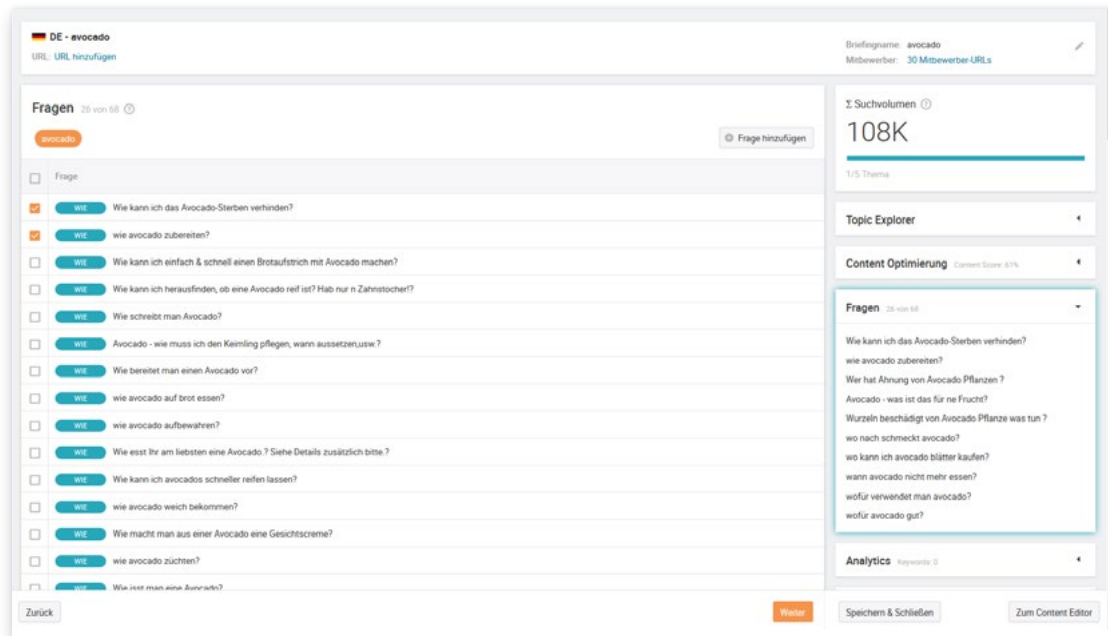 DE - avocado
URL: URL hinzufügen
Briefingname: avocado
Mitbewerber: 30 Mitbewerber-URLs
Fragen 26 von 68
avocado
Frage hinzufügen
Frage
WIE Wie kann ich das Avocado-Sterben verhinden?
WIE wie avocado zubereiten?
WIE Wie kann ich einfach & schnell einen Brotaufstrich mit Avocado machen?
WIE Wie kann ich herausfinden, ob eine Avocado reif ist? Hab nur n Zahnstocher!?
WIE Wie schreibt man Avocado?
WIE Avocado - wie muss ich den Keimling pflegen, wann aussetzen,usw.?
WIE Wie bereitet man einen Avocado vor?
WIE wie avocado auf brot essen?
WIE wie avocado aufbewahren?
WIE Wie esst Ihr am liebsten eine Avocado.? Siehe Details zusätzlich bitte.?
WIE Wie kann ich avocados schneller reifen lassen?
WIE wie avocado weich bekommen?
WIE Wie macht man aus einer Avocado eine Gesichtscreme?
WIE wie avocado züchten?
WIE Wie isst man eine Avocado?
Zurück
Weiter
Σ Suchvolumen
108K
1/5 Thema
Topic Explorer
Content Optimierung Content Score: 61%
Fragen 26 von 68
Wie kann ich das Avocado-Sterben verhinden?
wie avocado zubereiten?
Wer hat Ahnung von Avocado Pflanzen ?
Avocado - was ist das für ne Frucht?
Wurzeln beschädigt von Avocado Pflanze was tun ?
wo nach schmeckt avocado?
wo kann ich avocado blätter kaufen?
wann avocado nicht mehr essen?
wofür verwendet man avocado?
wofür avocado gut?
Analytics Keywords: 0
Speichern & Schließen
Zum Content Editor